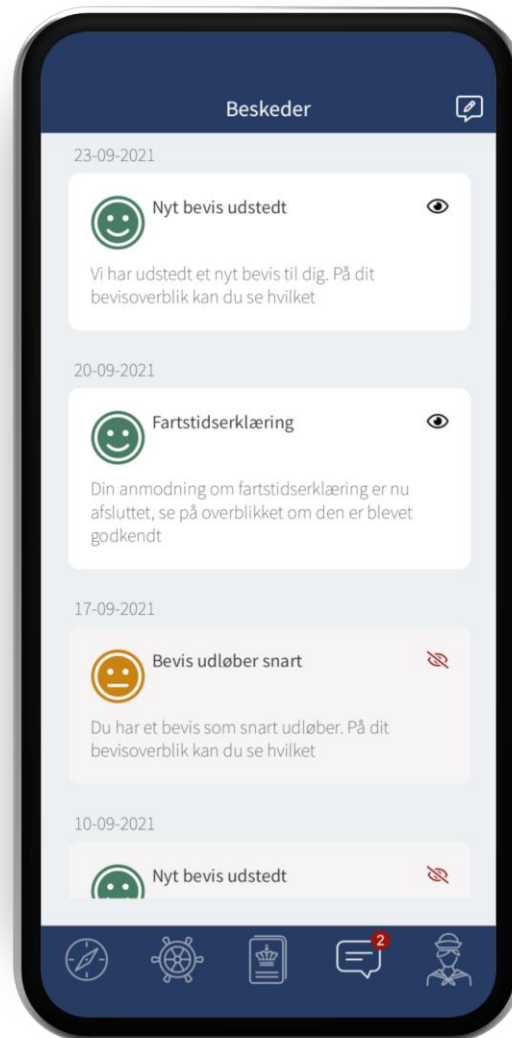 Beskeder
23-09-2021
Nyt bevis udstedt
Vi har udstedt et nyt bevis til dig. På dit
bevisoverblik kan du se hvilket
20-09-2021
Fartstidserklæring
Din anmodning om fartstidserklæring er nu
afsluttet, se på overblikket om den er blevet
godkendt
17-09-2021
Bevis udløber snart
Du har et bevis som snart udløber. På dit
bevisoverblik kan du se hvilket
10-09-2021
Nyt bevis udstedt
2